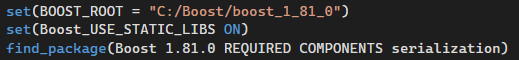 set(BOOST_ROOT = "C:/Boost/boost_1_81_0")
set(Boost_USE_STATIC_LIBS ON)
find_package(Boost 1.81.0 REQUIRED COMPONENTS serialization)